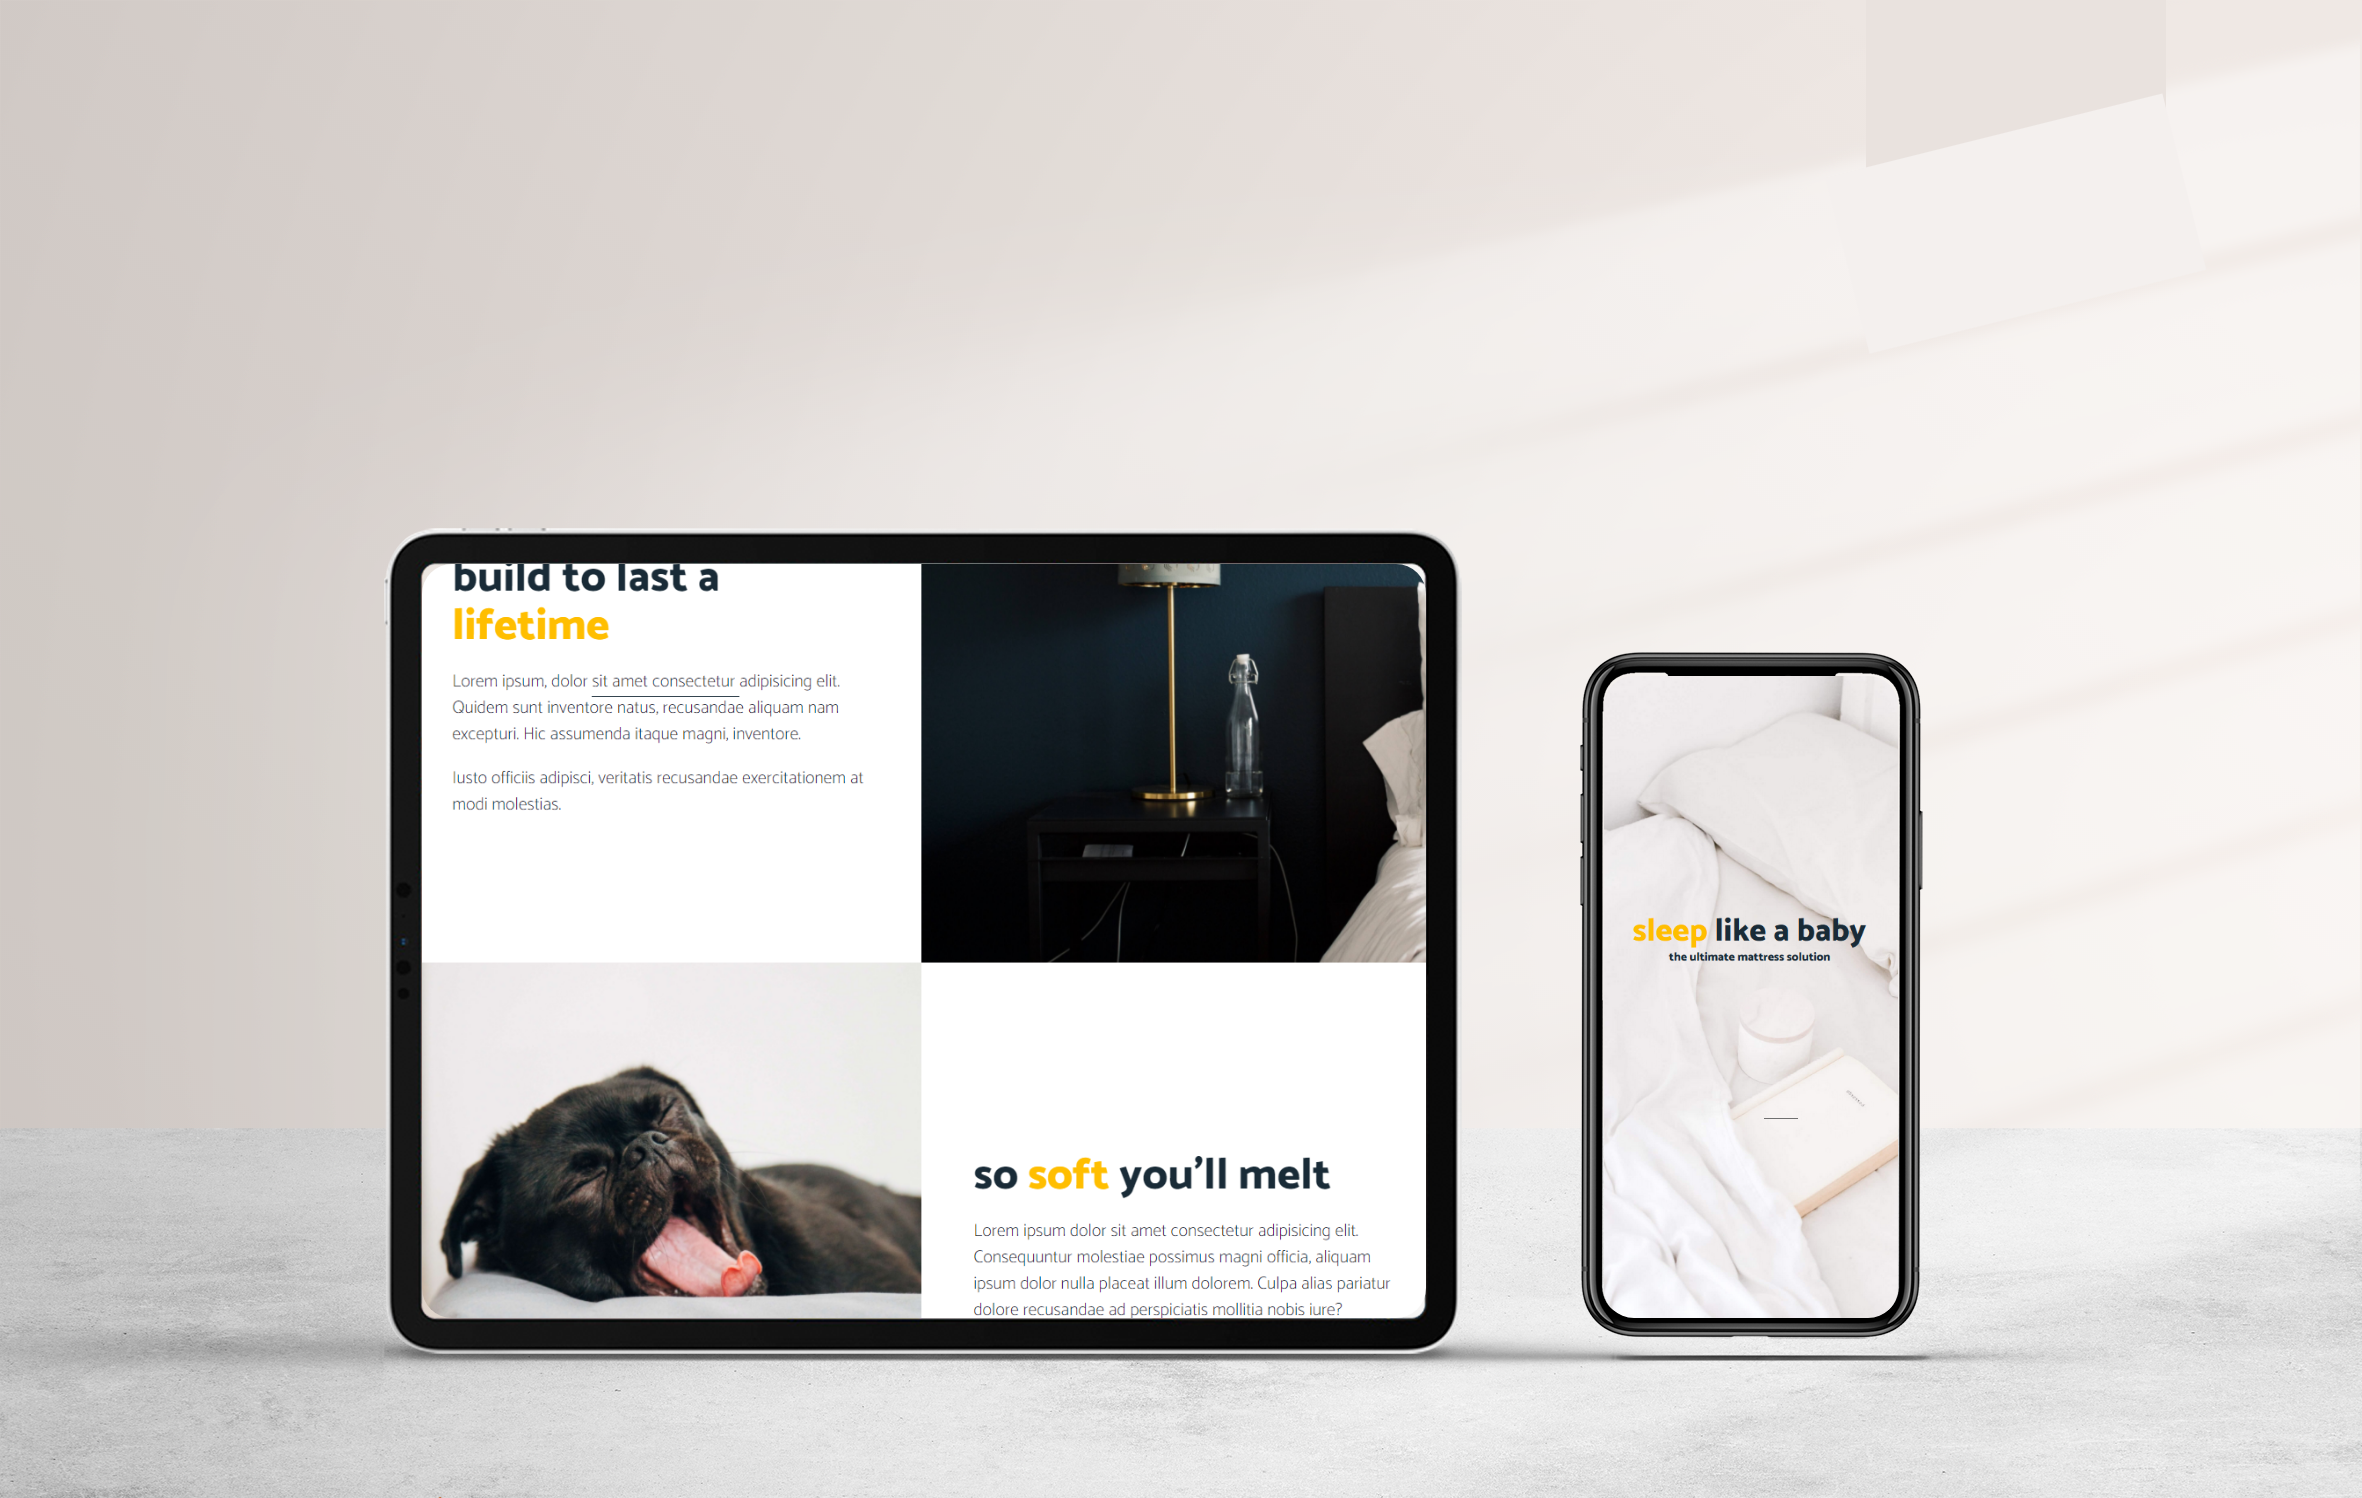 build to last a
lifetime
Lorem ipsum, dolor sit amet consectetur adipisicing elit.
Quidem sunt inventore natus, recusandae aliquam nam
excepturi. Hic assumenda itaque magni, inventore.
Iusto officiis adipisci, veritatis recusandae exercitationem at
modi molestias.
so soft you'll melt
Lorem ipsum dolor sit amet consectetur adipisicing elit.
Consequuntur molestiae possimus magni officia, aliquam
ipsum dolor nulla placeat illum dolorem. Culpa alias pariatur
dolore recusandae ad perspiciatis mollitia nobis iure?
sleep like a baby
the ultimate mattress solution